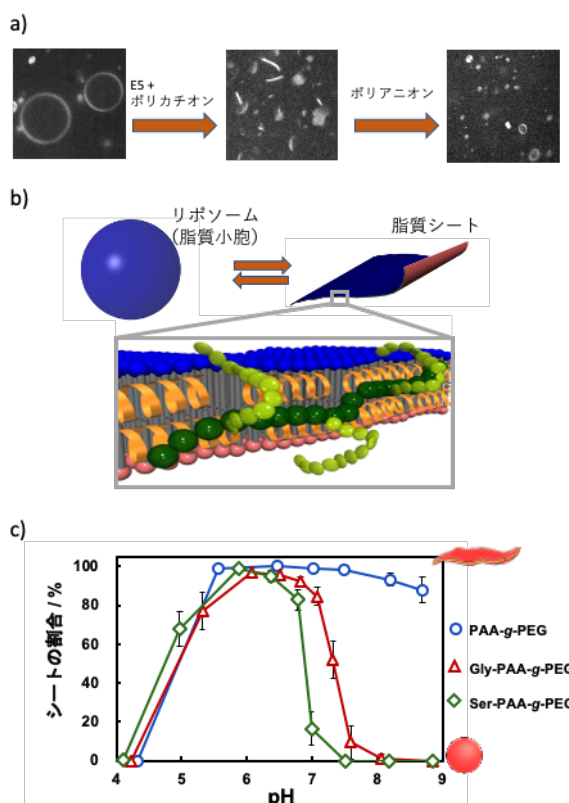 a)
E5 +
ポリカチオン
ポリアニオン
b)
リポソーム
(脂質小胞)
脂質シート
c)
シートの割合 / %
100
80
60
40
20
0
4
5
6
7
8
9
pH
PAA-g-PEG
Gly-PAA-g-PEG
Ser-PAA-g-PEG